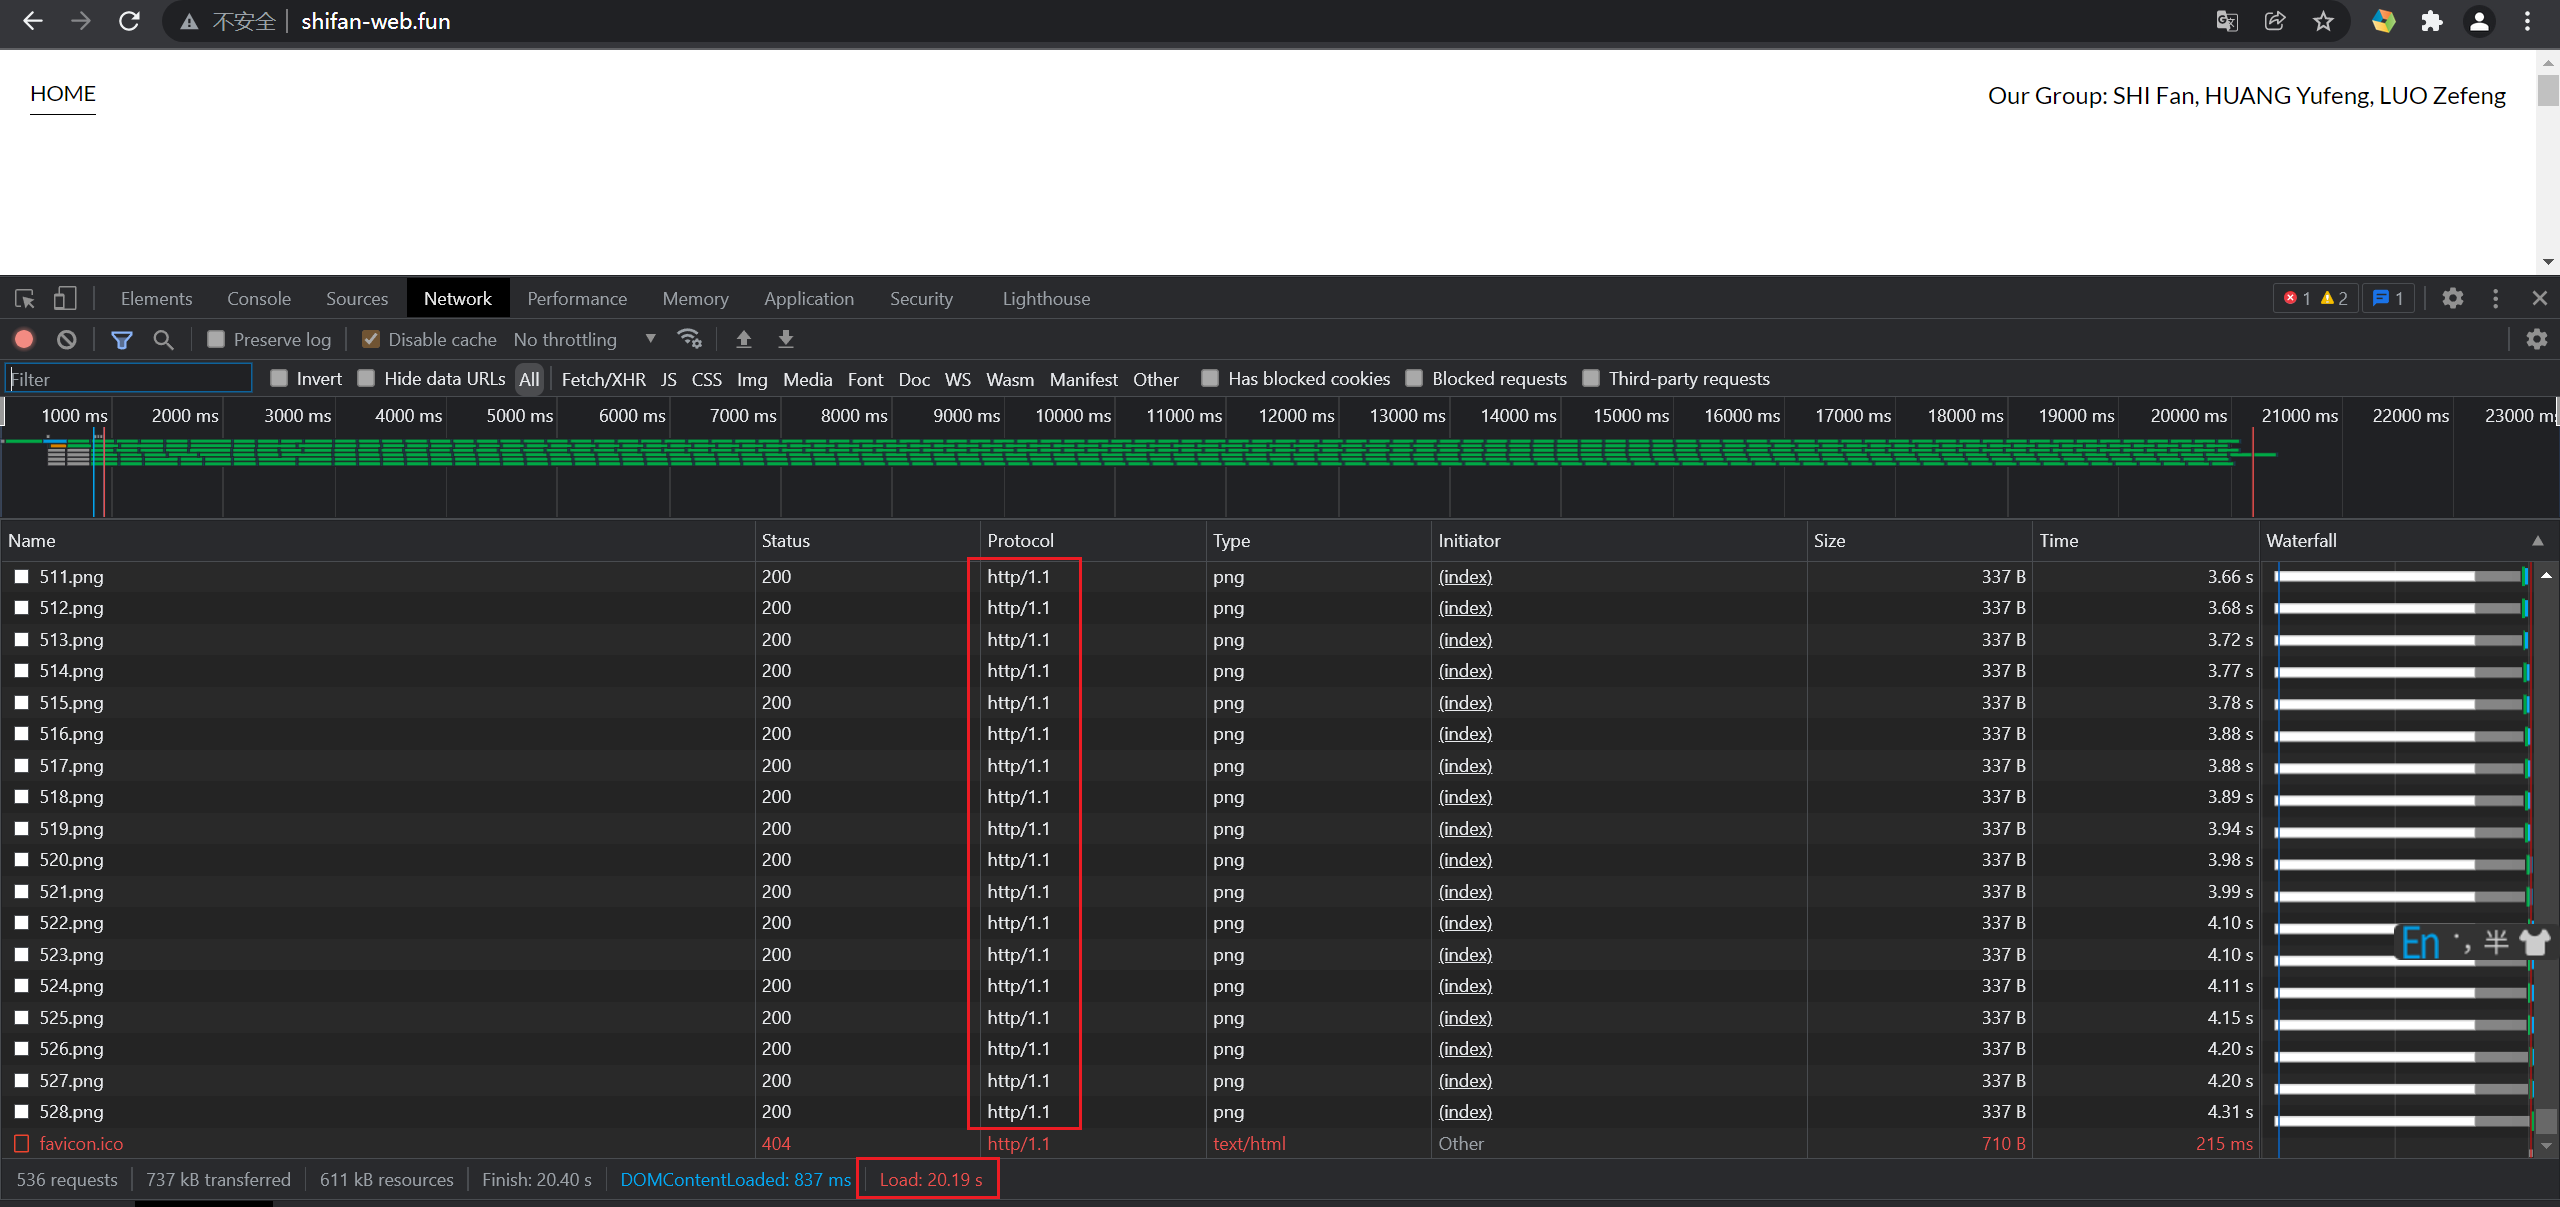 不安全 shifan-web.fun
HOME
Our Group: SHI Fan, HUANG Yufeng, LUO Zefeng
Elements Console Sources Network Performance Memory Application Security Lighthouse 1 2 1
Preserve log Disable cache No throttling
Filter Invert Hide data URLs All Fetch/XHR JS CSS Img Media Font Doc WS Wasm Manifest Other Has blocked cookies Blocked requests Third-party requests
1000 ms 2000 ms 3000 ms 4000 ms 5000 ms 6000 ms 7000 ms 8000 ms 9000 ms 10000 ms 11000 ms 12000 ms 13000 ms 14000 ms 15000 ms 16000 ms 17000 ms 18000 ms 19000 ms 20000 ms 21000 ms 22000 ms 23000 m
Name Status Protocol Type Initiator Size Time Waterfall
511.png 200 http/1.1 png (index) 337 B 3.66 s
512.png 200 http/1.1 png (index) 337 B 3.68 s
513.png 200 http/1.1 png (index) 337 B 3.72 s
514.png 200 http/1.1 png (index) 337 B 3.77 s
515.png 200 http/1.1 png (index) 337 B 3.78 s
516.png 200 http/1.1 png (index) 337 B 3.88 s
517.png 200 http/1.1 png (index) 337 B 3.88 s
518.png 200 http/1.1 png (index) 337 B 3.89 s
519.png 200 http/1.1 png (index) 337 B 3.94 s
520.png 200 http/1.1 png (index) 337 B 3.98 s
521.png 200 http/1.1 png (index) 337 B 3.99 s
522.png 200 http/1.1 png (index) 337 B 4.10 s
En 半
523.png 200 http/1.1 png (index) 337 B 4.10 s
524.png 200 http/1.1 png (index) 337 B 4.11 s
525.png 200 http/1.1 png (index) 337 B 4.15 s
526.png 200 http/1.1 png (index) 337 B 4.20 s
527.png 200 http/1.1 png (index) 337 B 4.20 s
528.png 200 http/1.1 png (index) 337 B 4.31 s
favicon.ico 404 http/1.1 text/html Other 710 B 215 ms
536 requests 737 kB transferred 611 kB resources Finish: 20.40 s DOMContentLoaded: 837 ms Load: 20.19 s